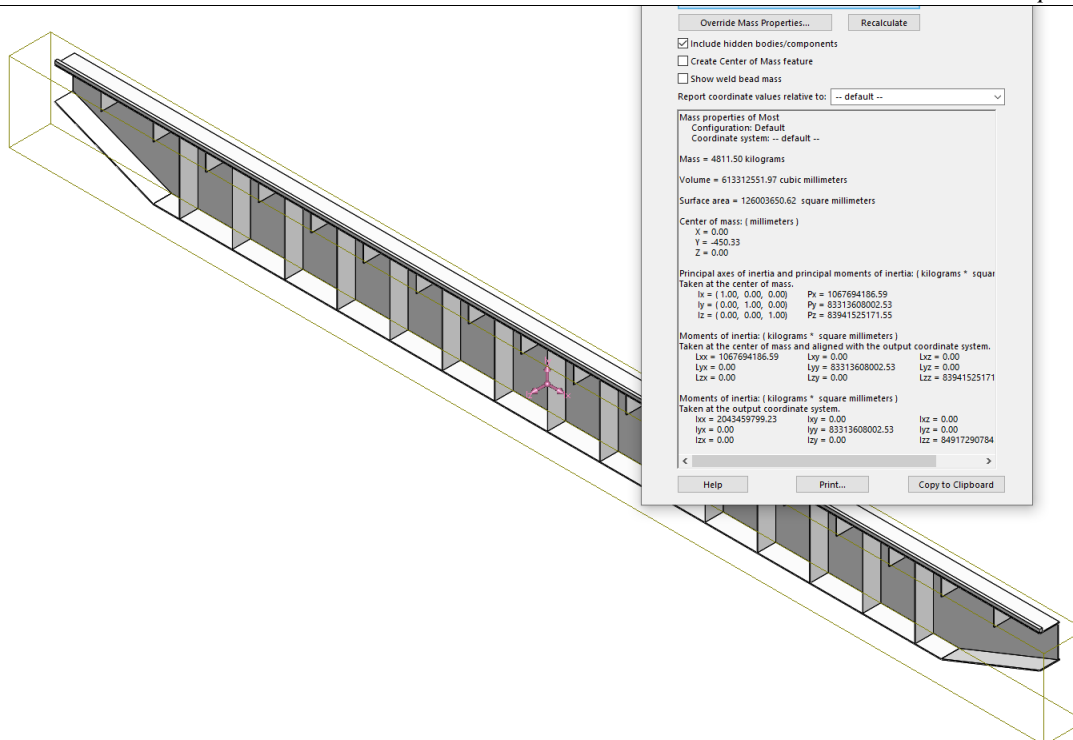 Override Mass Properties... Recalculate
Include hidden bodies/components
Create Center of Mass feature
Show weld bead mass
Report coordinate values relative to: -- default --
Mass properties of Most
Configuration: Default
Coordinate system: -- default --
Mass = 4811.50 kilograms
Volume = 613312551.97 cubic millimeters
Surface area = 126003650.62 square millimeters
Center of mass: ( millimeters )
X = 0.00
Y = -450.33
Z = 0.00
Principal axes of inertia and principal moments of inertia: ( kilograms * squar
Taken at the center of mass.
Ix = ( 1.00, 0.00, 0.00) Px = 1067694186.59
Iy = ( 0.00, 1.00, 0.00) Py = 83313608002.53
Iz = ( 0.00, 0.00, 1.00) Pz = 83941525171.55
Moments of inertia: ( kilograms * square millimeters )
Taken at the center of mass and aligned with the output coordinate system.
Lxx = 1067694186.59 Lxy = 0.00 Lxz = 0.00
Lyx = 0.00 Lyy = 83313608002.53 Lyz = 0.00
Lzx = 0.00 Lzy = 0.00 Lzz = 83941525171
Moments of inertia: ( kilograms * square millimeters )
Taken at the output coordinate system.
Ixx = 2043459799.23 Ixy = 0.00 Ixz = 0.00
Iyx = 0.00 Iyy = 83313608002.53 Iyz = 0.00
Izx = 0.00 Izy = 0.00 Izz = 84917290784
Help Print... Copy to Clipboard